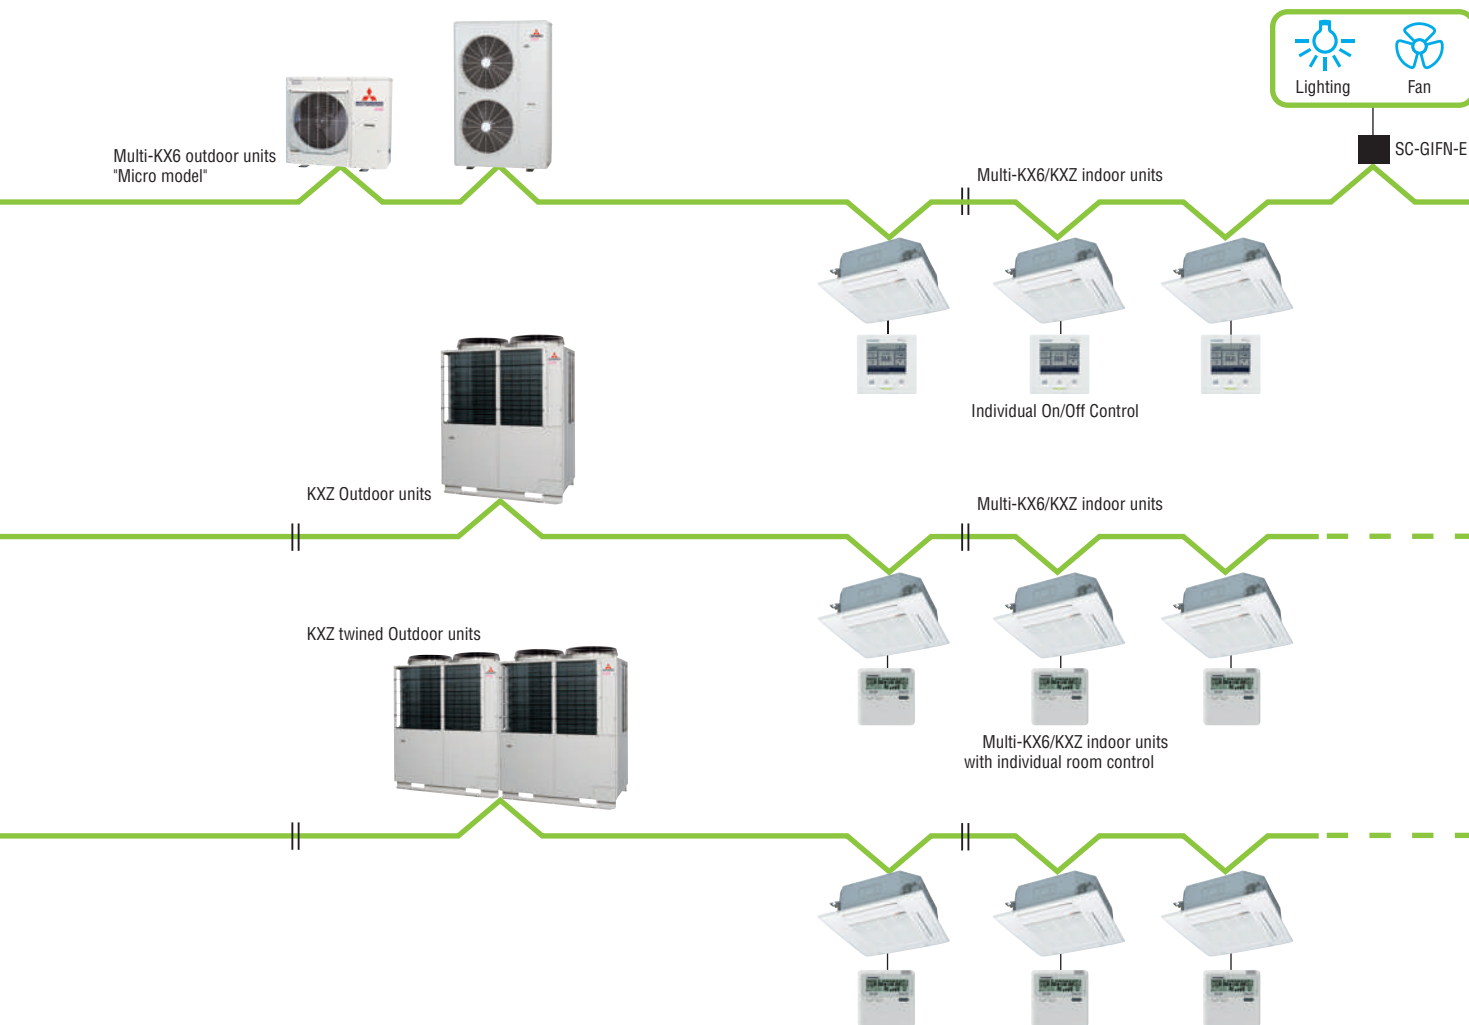 Lighting
Fan
SC-GIFN-E
Multi-KX6 outdoor units
"Micro model"
Multi-KX6/KXZ indoor units
Individual On/Off Control
KXZ Outdoor units
Multi-KX6/KXZ indoor units
KXZ twined Outdoor units
Multi-KX6/KXZ indoor units
with individual room control